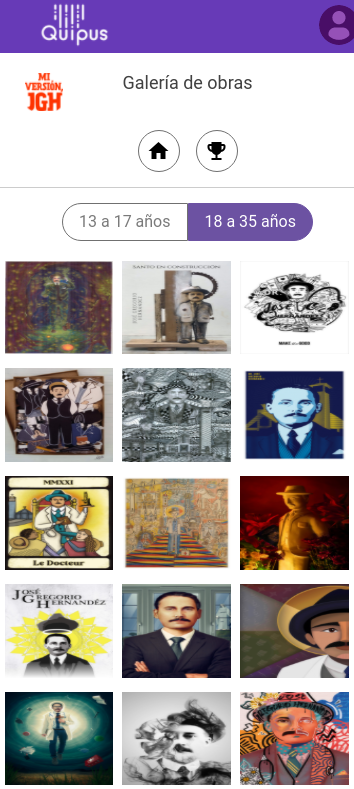 Quipus
MI
VERSIÓN,
JGH
Galería de obras
13 a 17 años
18 a 35 años
SANTO EN CONSTRUCCIÓN
MMXXI
Le Docteur
JOSÉ
GREGORIO
HERNANDÉZ